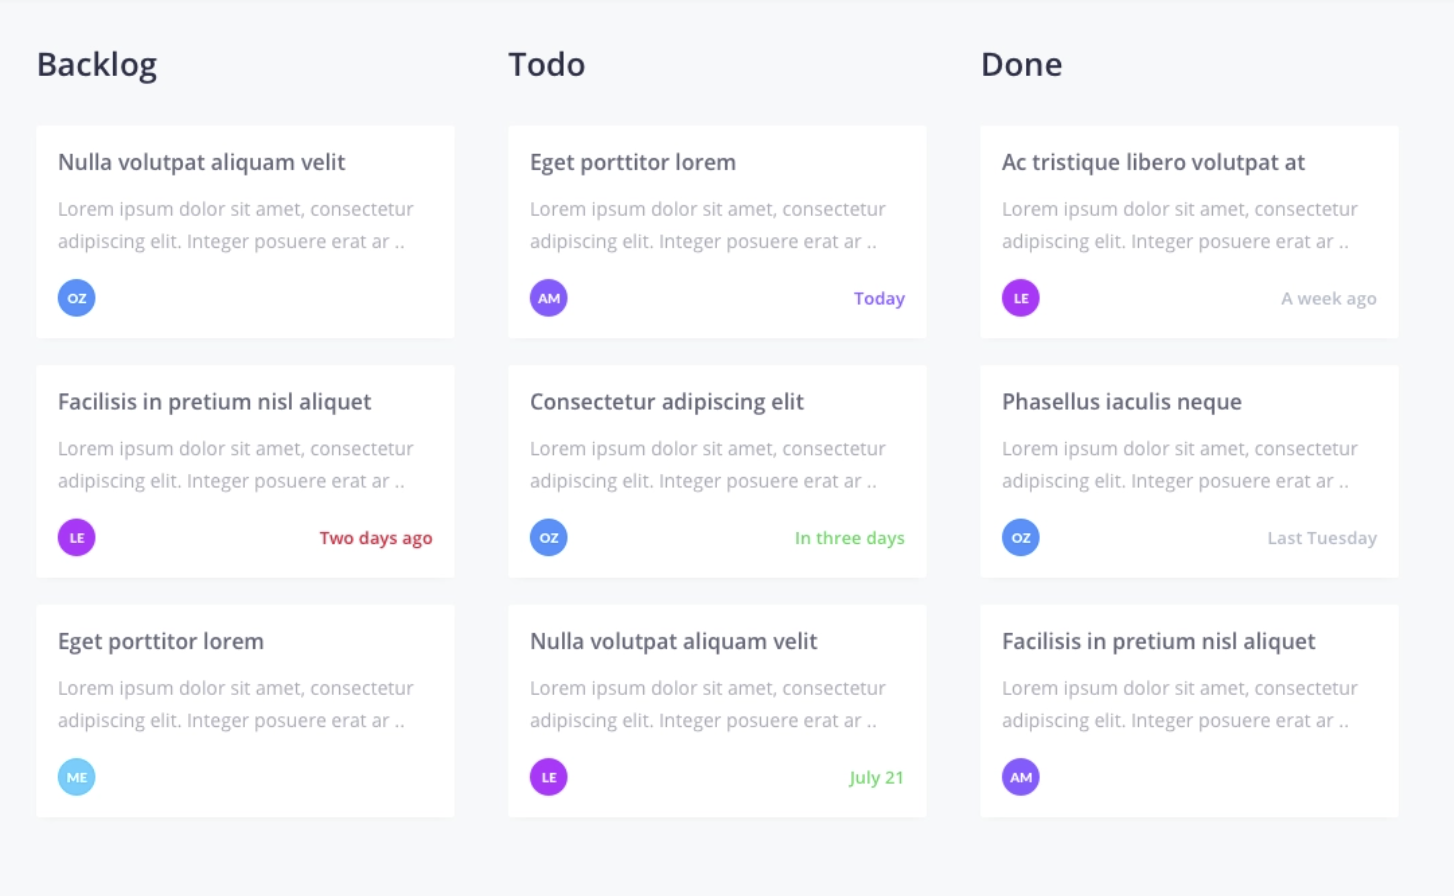 Backlog
Nulla volutpat aliquam velit
Lorem ipsum dolor sit amet, consectetur
adipiscing elit. Integer posuere erat ar ..
OZ
Facilisis in pretium nisl aliquet
Lorem ipsum dolor sit amet, consectetur
adipiscing elit. Integer posuere erat ar ..
LE Two days ago
Eget porttitor lorem
Lorem ipsum dolor sit amet, consectetur
adipiscing elit. Integer posuere erat ar ..
ME
Todo
Eget porttitor lorem
Lorem ipsum dolor sit amet, consectetur
adipiscing elit. Integer posuere erat ar ..
AM Today
Consectetur adipiscing elit
Lorem ipsum dolor sit amet, consectetur
adipiscing elit. Integer posuere erat ar ..
OZ In three days
Nulla volutpat aliquam velit
Lorem ipsum dolor sit amet, consectetur
adipiscing elit. Integer posuere erat ar ..
LE July 21
Done
Ac tristique libero volutpat at
Lorem ipsum dolor sit amet, consectetur
adipiscing elit. Integer posuere erat ar ..
LE A week ago
Phasellus iaculis neque
Lorem ipsum dolor sit amet, consectetur
adipiscing elit. Integer posuere erat ar ..
OZ Last Tuesday
Facilisis in pretium nisl aliquet
Lorem ipsum dolor sit amet, consectetur
adipiscing elit. Integer posuere erat ar ..
AM